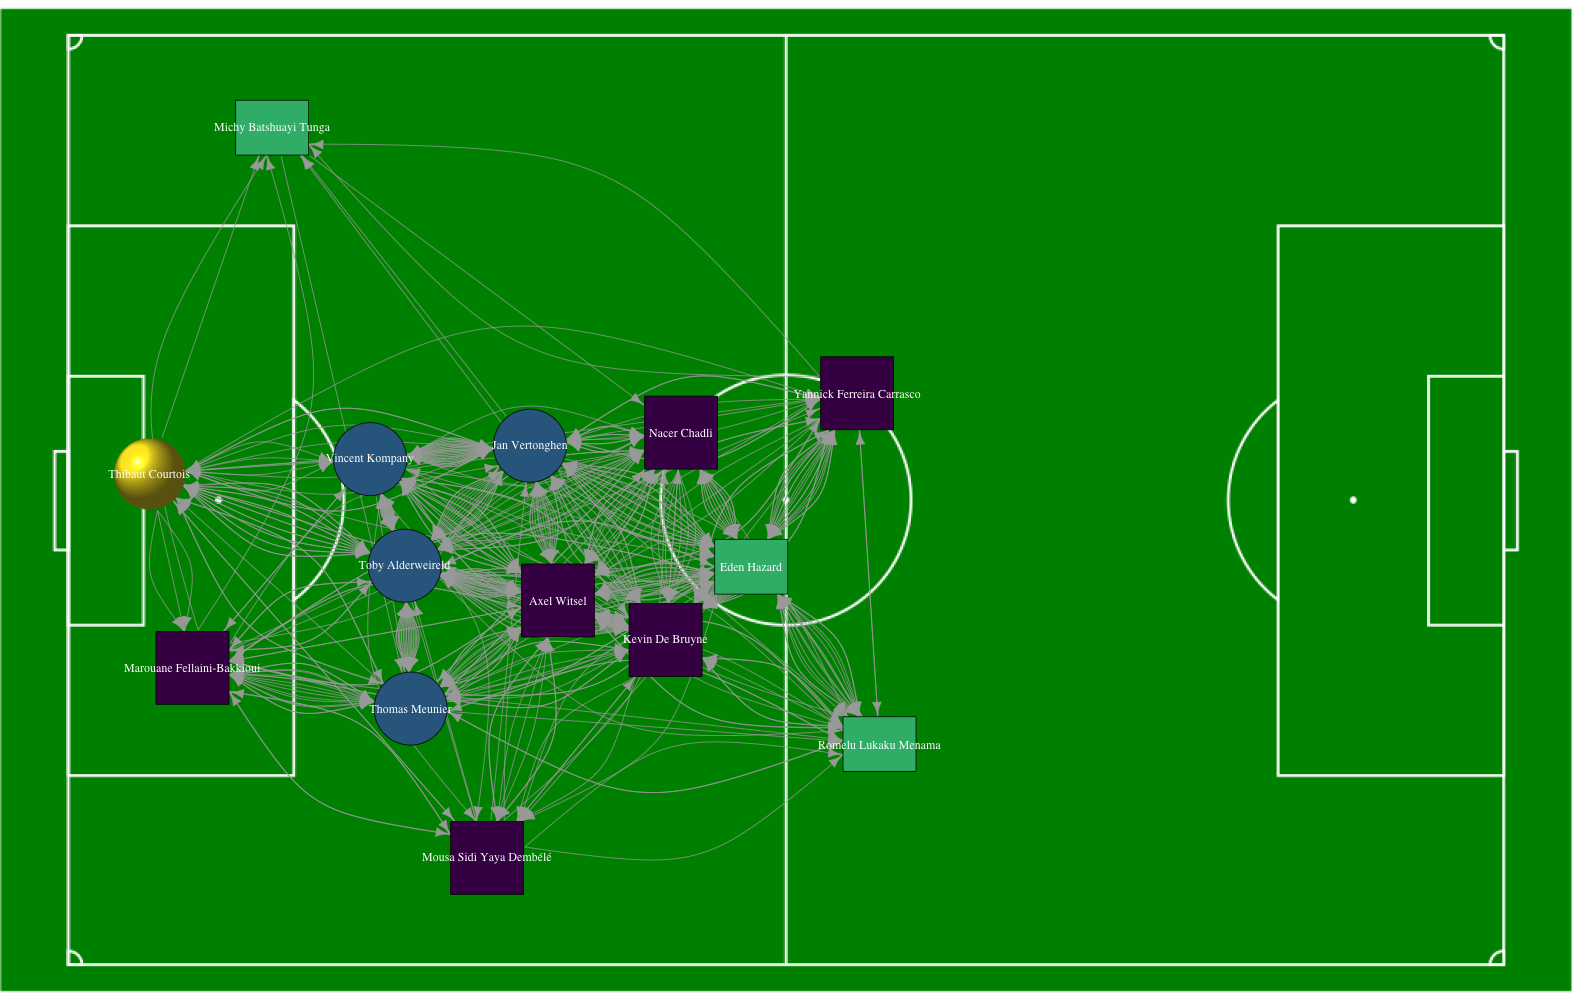 Michy Batshuayi Tunga
Yannick Ferreira Carrasco
Nacer Chadli
Jan Vertonghen
Vincent Kompany
Thibaut Courtois
Toby Alderweireld
Eden Hazard
Axel Witsel
Kevin De Bruyne
Marouane Fellaini-Bakkioui
Thomas Meunier
Romelu Lukaku Menama
Mousa Sidi Yaya Dembélé